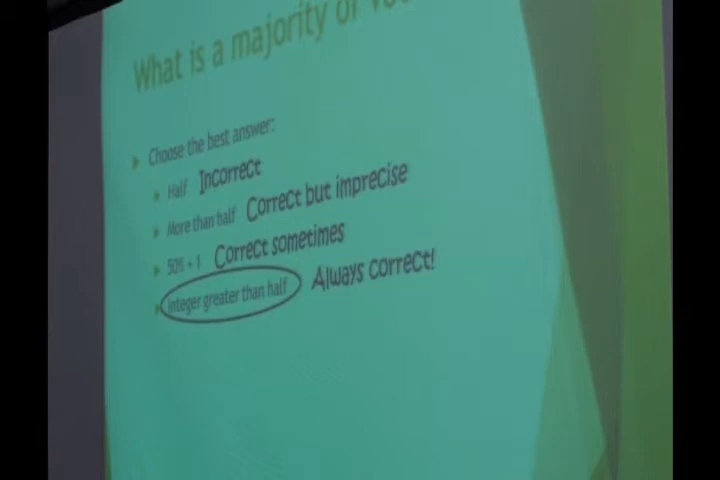 What is a majority of
Choose the best answer:
Half Incorrect
More than half Correct but imprecise
50% + 1 Correct sometimes
Integer greater than half Always correct!